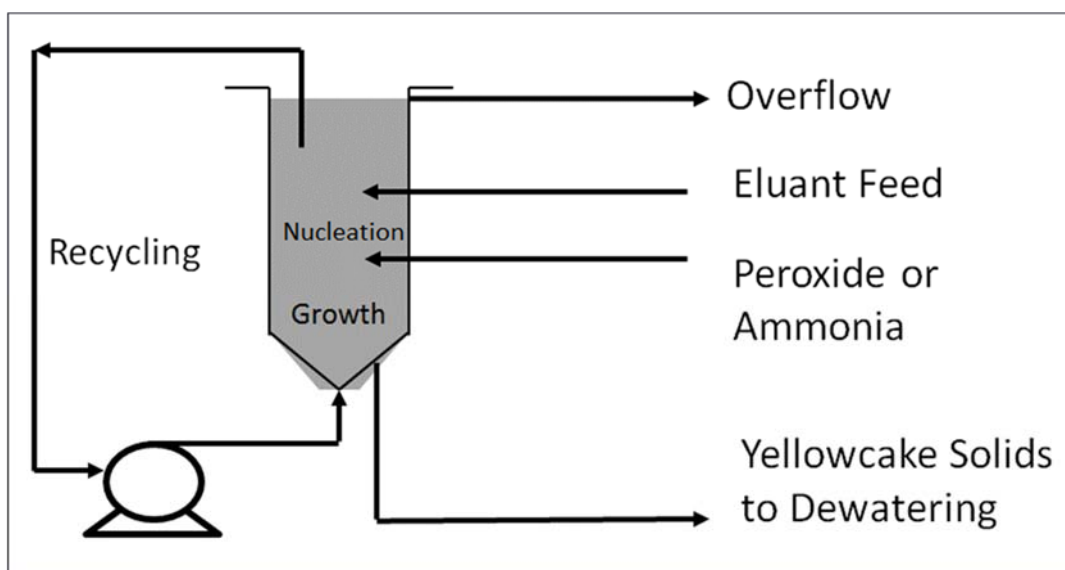 Overflow
Eluant Feed
Nucleation
Recycling
Peroxide or
Ammonia
Growth
Yellowcake Solids
to Dewatering